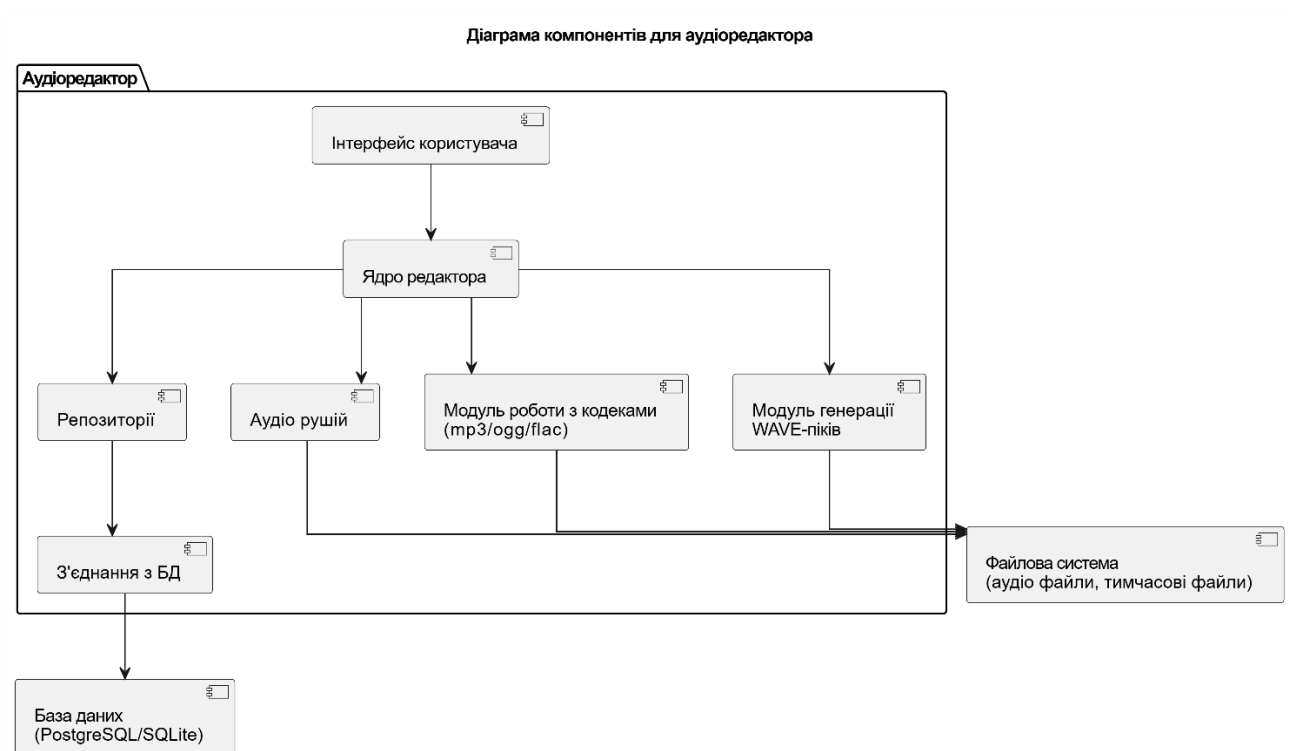 Діаграма компонентів для аудіоредактора
Аудіоредактор
Інтерфейс користувача
Ядро редактора
Репозиторії
Аудіо рушій
Модуль роботи з кодеками
(mp3/ogg/flac)
Модуль генерації
WAVE-піків
З'єднання з БД
Файлова система
(аудіо файли, тимчасові файли)
База даних
(PostgreSQL/SQLite)